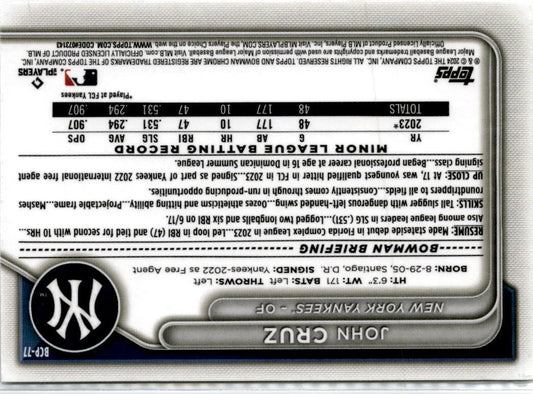 BCP-77
JOHN CRUZ
NEW YORK YANKEES® – OF
HT: 6'3" WT: 171 BATS: Left THROWS: Left
BORN: 8-29-05, Santiago, D.R. SIGNED: Yankees-2022 as Free Agent
BOWMAN BRIEFING
RESUME: Made stateside debut in Florida Complex League in 2023...Led loop in RBI (47) and tied for second with 10 HRs...
Also among leaders in SLG (.531)...Logged two longballs and six RBI on 6/17.
SKILLS: Tall slugger with dangerous left-handed swing...Oozes athleticism and hitting ability...Projectable frame...Mashes
roundtrippers to all fields...Consistently comes through in run-producing opportunities.
UP CLOSE: At 17, was youngest qualified hitter in FCL in 2023...Signed as part of Yankees 2022 international free agent
signing class...Began professional career at age 16 in Dominican Summer League.
MINOR LEAGUE BATTING RECORD
YR G AB HR RBI SLG AVG OPS
2023* 48 177 10 47 .531 .294 .907
TOTALS 48 177 10 47 .531 .294 .907
*Played at FCL Yankees
topps
PLAYERS
® & © 2024 THE TOPPS COMPANY, INC. ALL RIGHTS RESERVED. TOPPS AND BOWMAN CHROME ARE REGISTERED TRADEMARKS OF THE TOPPS COMPANY, INC.
Major League Baseball trademarks and copyrights are used with permission of Major League Baseball. Visit MLB.com.
Officially Licensed Product of MLB Players, Inc. Visit MLBPLAYERS.COM, the Players Choice on the web. WWW.TOPPS.COM CODE#